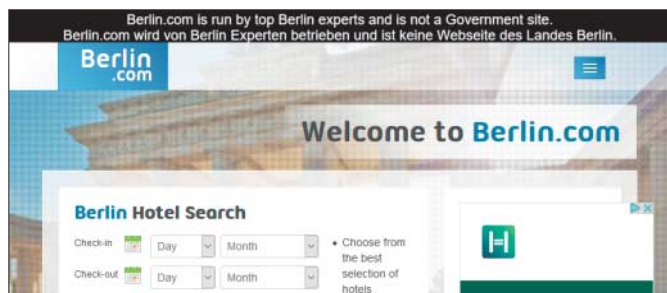 Berlin.com is run by top Berlin experts and is not a Government site.
Berlin.com wird von Berlin Experten betrieben und ist keine Webseite des Landes Berlin.
Berlin
.com
Welcome to Berlin.com
Berlin Hotel Search
Check-in Day Month
Check-out Day Month
• Choose from
the best
selection of
hotels
H